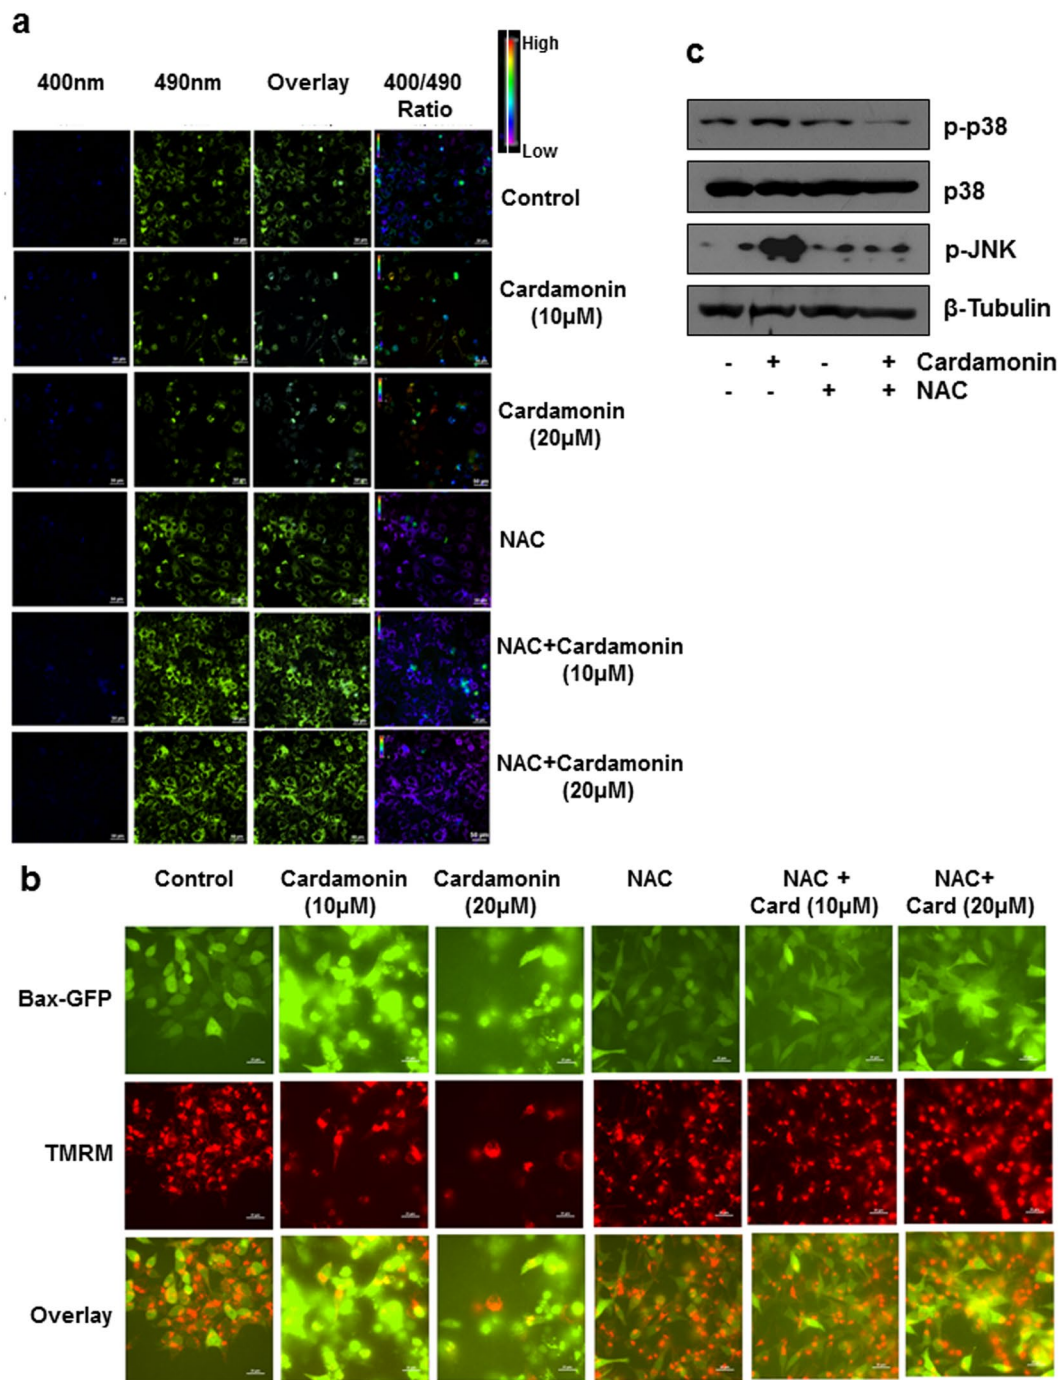 a
High
Low
400nm
490nm
Overlay
400/490
Ratio
Control
Cardamonin
(10µM)
Cardamonin
(20µM)
NAC
NAC+Cardamonin
(10µM)
NAC+Cardamonin
(20µM)
c
p-p38
p38
p-JNK
β-Tubulin
- + - + Cardamonin
- - + + NAC
b
Control
Cardamonin
(10µM)
Cardamonin
(20µM)
NAC
NAC +
Card (10µM)
NAC+
Card (20µM)
Bax-GFP
TMRM
Overlay